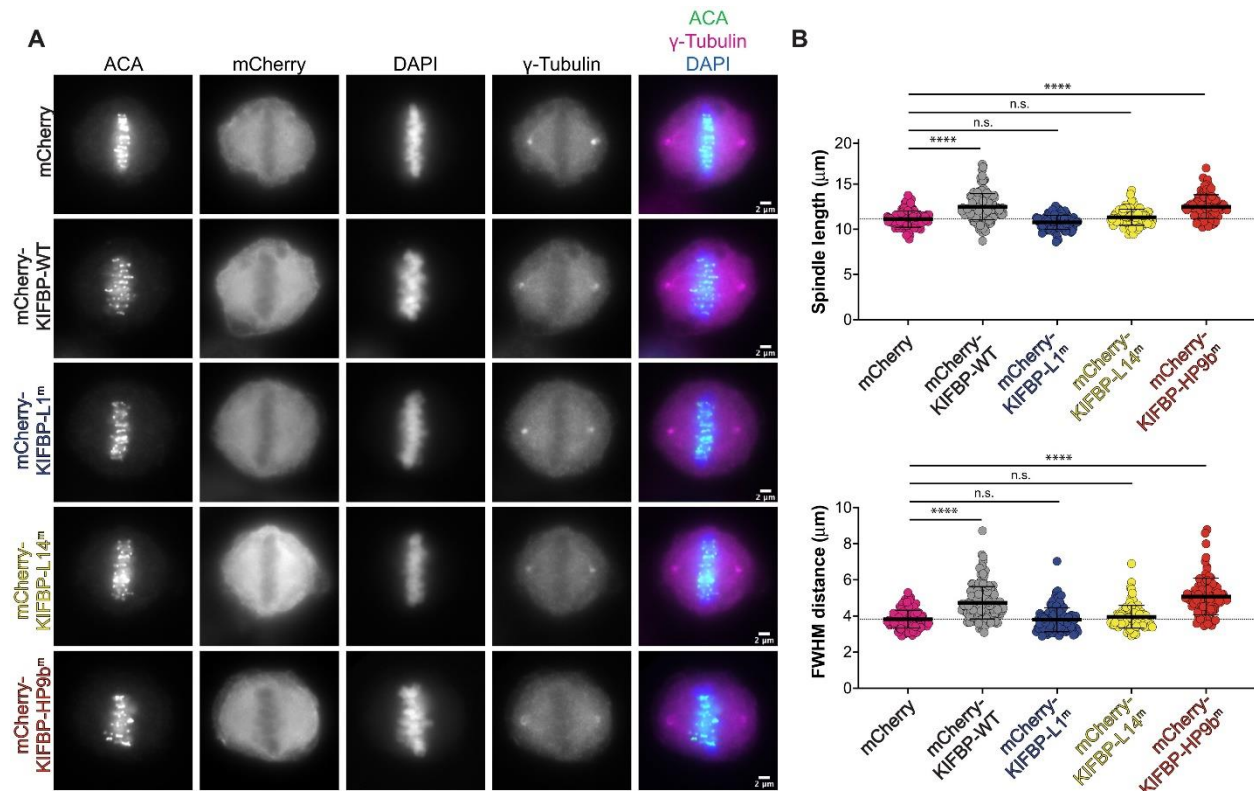 A
ACA
mCherry
DAPI
γ-Tubulin
ACA
γ-Tubulin
DAPI
mCherry
2 μm
mCherry-
KIFBP-WT
2 μm
mCherry-
KIFBP-L1ᵐ
2 μm
mCherry-
KIFBP-L14ᵐ
2 μm
mCherry-
KIFBP-HP9bᵐ
2 μm
B
****
n.s.
n.s.
****
Spindle length (μm)
20
15
10
5
0
mCherry
mCherry-
KIFBP-WT
mCherry-
KIFBP-L1ᵐ
mCherry-
KIFBP-L14ᵐ
mCherry-
KIFBP-HP9bᵐ
****
n.s.
n.s.
****
FWHM distance (μm)
10
8
6
4
2
0
mCherry
mCherry-
KIFBP-WT
mCherry-
KIFBP-L1ᵐ
mCherry-
KIFBP-L14ᵐ
mCherry-
KIFBP-HP9bᵐ